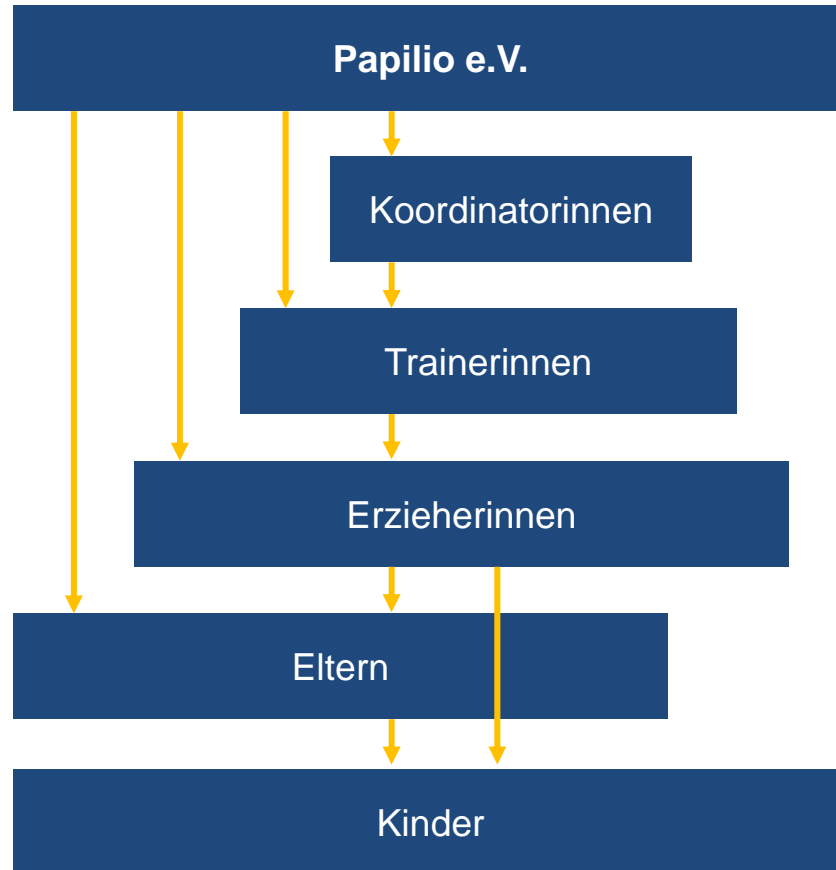 Papilio e.V.
Koordinatorinnen
Trainerinnen
Erzieherinnen
Eltern
Kinder